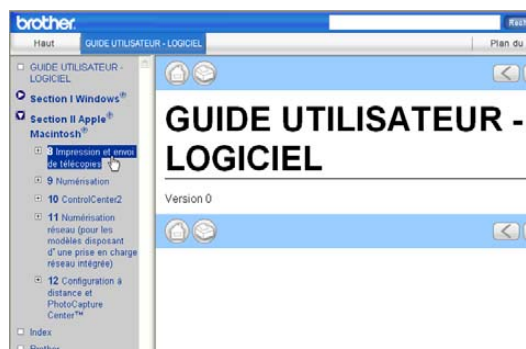 brother
Haut
GUIDE UTILISATEUR - LOGICIEL
Plan du
GUIDE UTILISATEUR -
LOGICIEL
Section I Windows®
Section II Apple®
Macintosh®
8 Impression et envoi
de télécopies
9 Numérisation
10 ControlCenter2
11 Numérisation
réseau (pour les
modèles disposant
d'une prise en charge
réseau intégrée)
12 Configuration à
distance et
PhotoCapture
Center™
Index
Brother
GUIDE UTILISATEUR -
LOGICIEL
Version 0